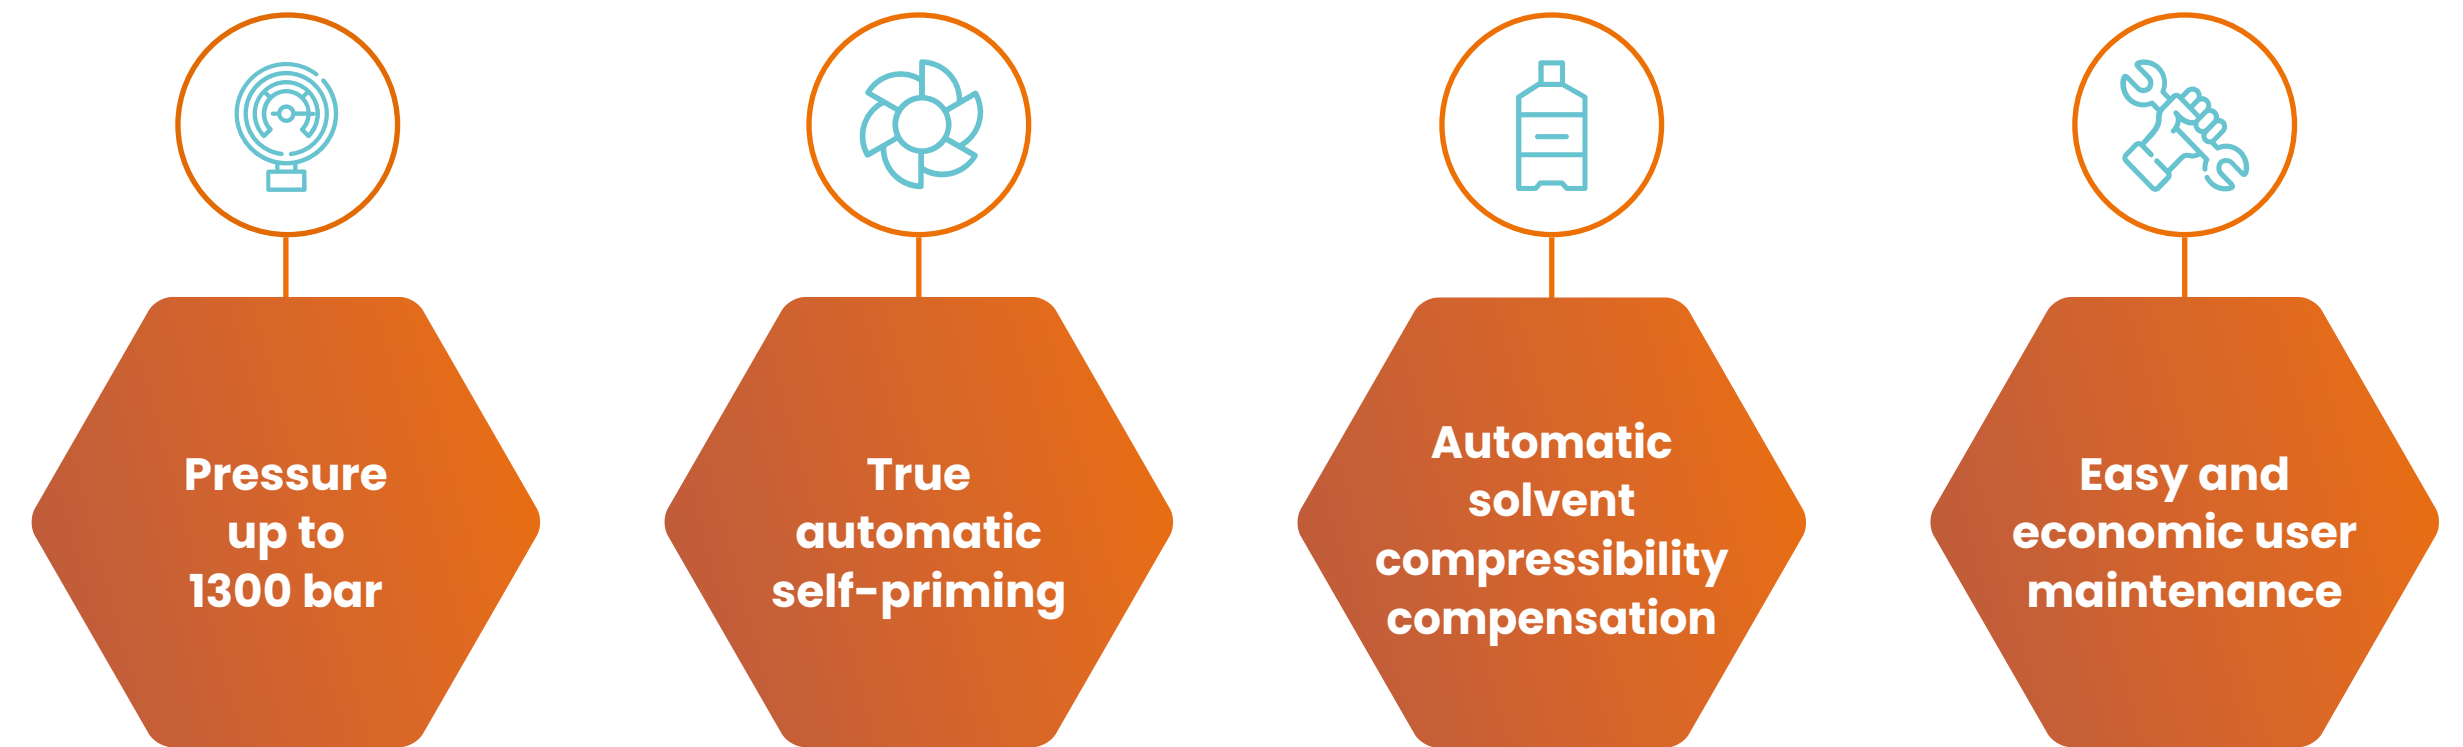 Pressure
up to
1300 bar
True
automatic
self-priming
Automatic
solvent
compressibility
compensation
Easy and
economic user
maintenance